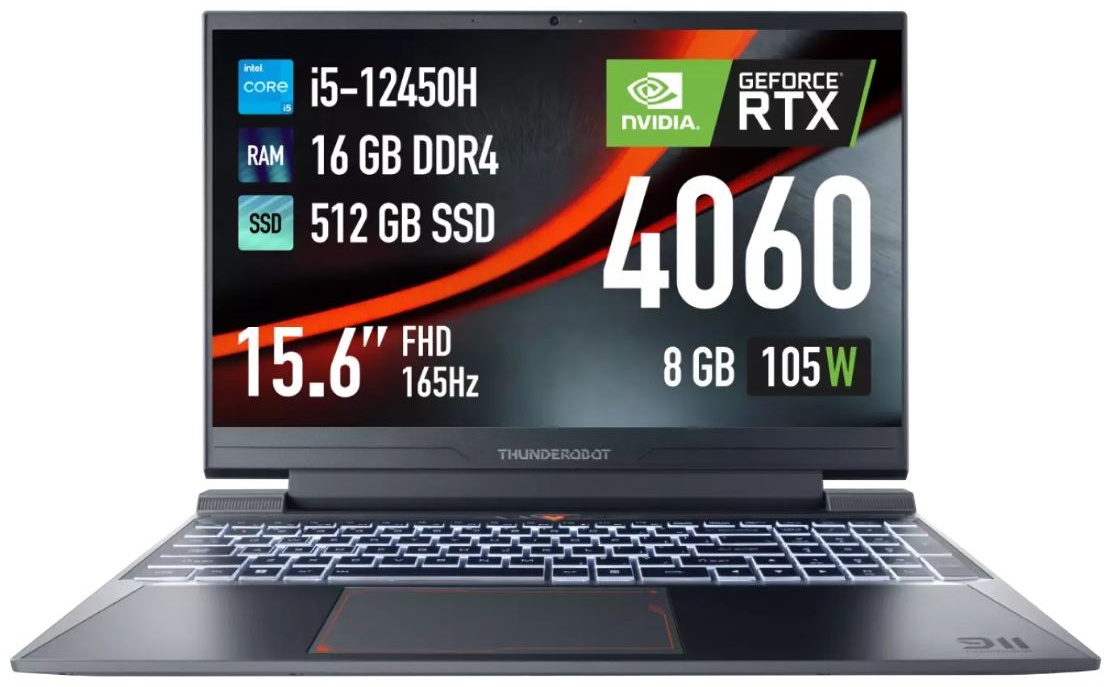 intel
CORE
i5
i5-12450H
RAM
16 GB DDR4
SSD
512 GB SSD
15.6″
FHD
165Hz
NVIDIA.
GEFORCE
RTX
4060
8 GB
105W
THUNDEROBOT
911